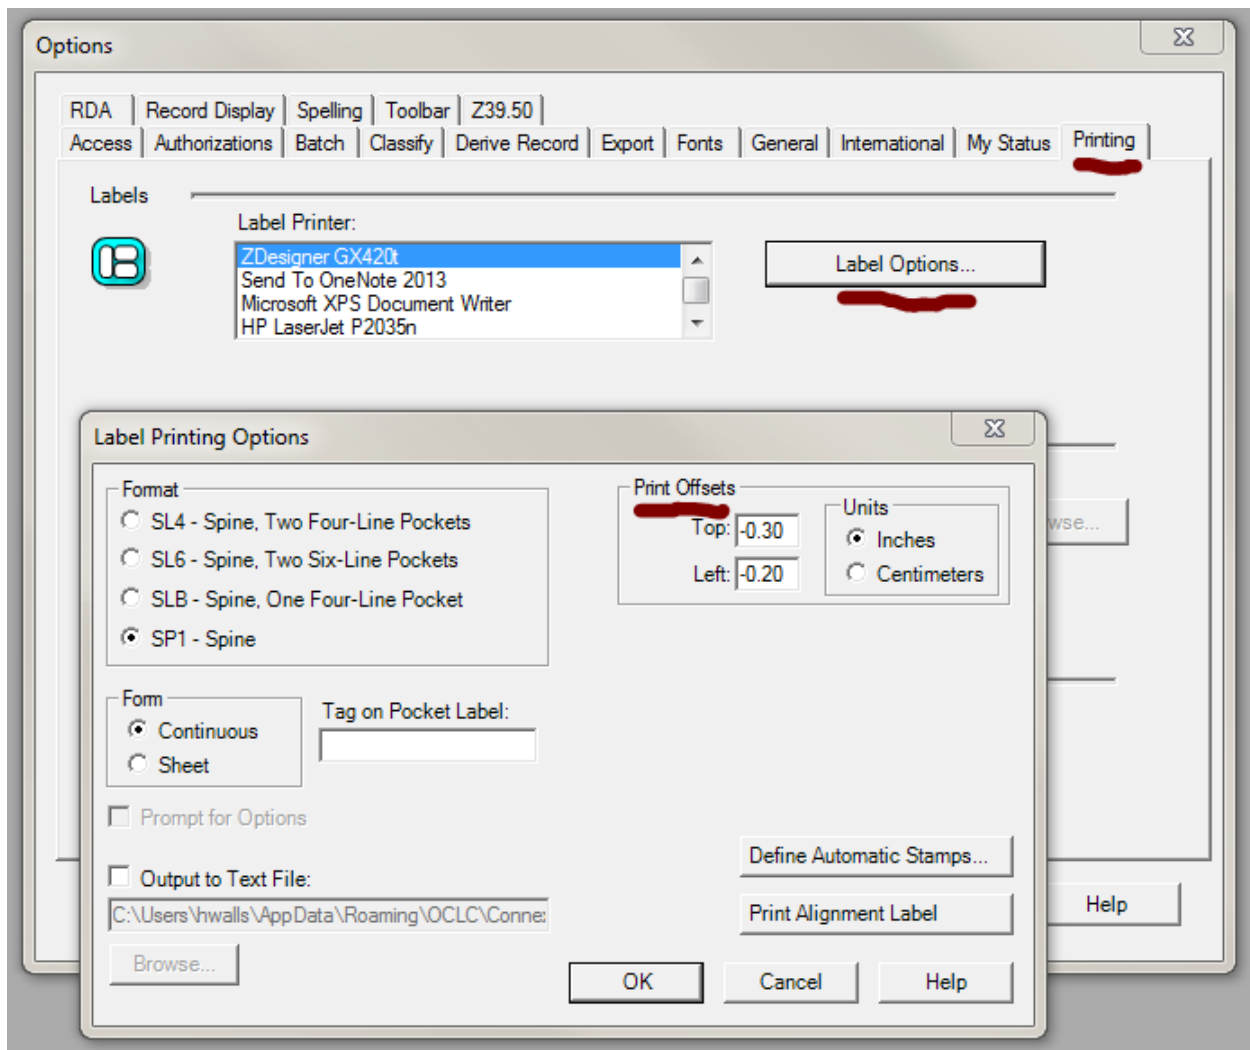 Options
RDA Record Display Spelling Toolbar Z39.50
Access Authorizations Batch Classify Derive Record Export Fonts General International My Status Printing
Labels
Label Printer:
ZDesigner GX420t
Send To OneNote 2013
Microsoft XPS Document Writer
HP LaserJet P2035n
Label Options...
Label Printing Options
Format
SL4 - Spine, Two Four-Line Pockets
SL6 - Spine, Two Six-Line Pockets
SLB - Spine, One Four-Line Pocket
SP1 - Spine
Print Offsets
Top: -0.30
Left: -0.20
Units
Inches
Centimeters
wse...
Form
Continuous
Sheet
Tag on Pocket Label:
Prompt for Options
Output to Text File:
C:\Users\hwalls\AppData\Roaming\OCLC\Connex
Browse...
Define Automatic Stamps...
Print Alignment Label
OK Cancel Help
Help